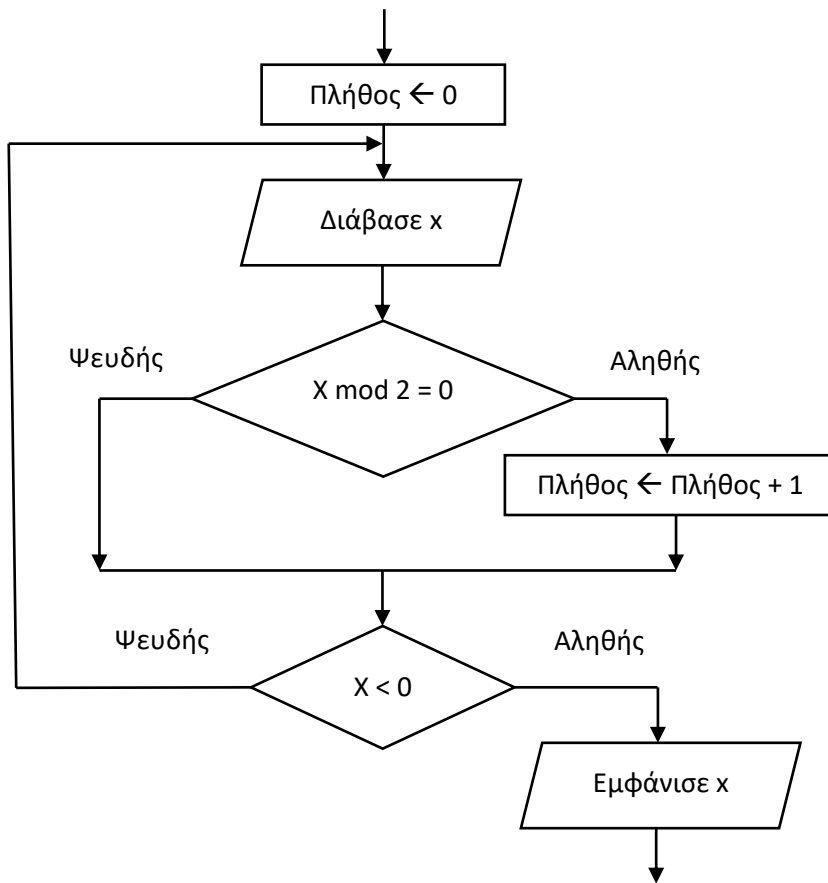 Πλήθος ← 0
Διάβασε x
Ψευδής
Αληθής
X mod 2 = 0
Πλήθος ← Πλήθος + 1
Ψευδής
Αληθής
X < 0
Εμφάνισε x